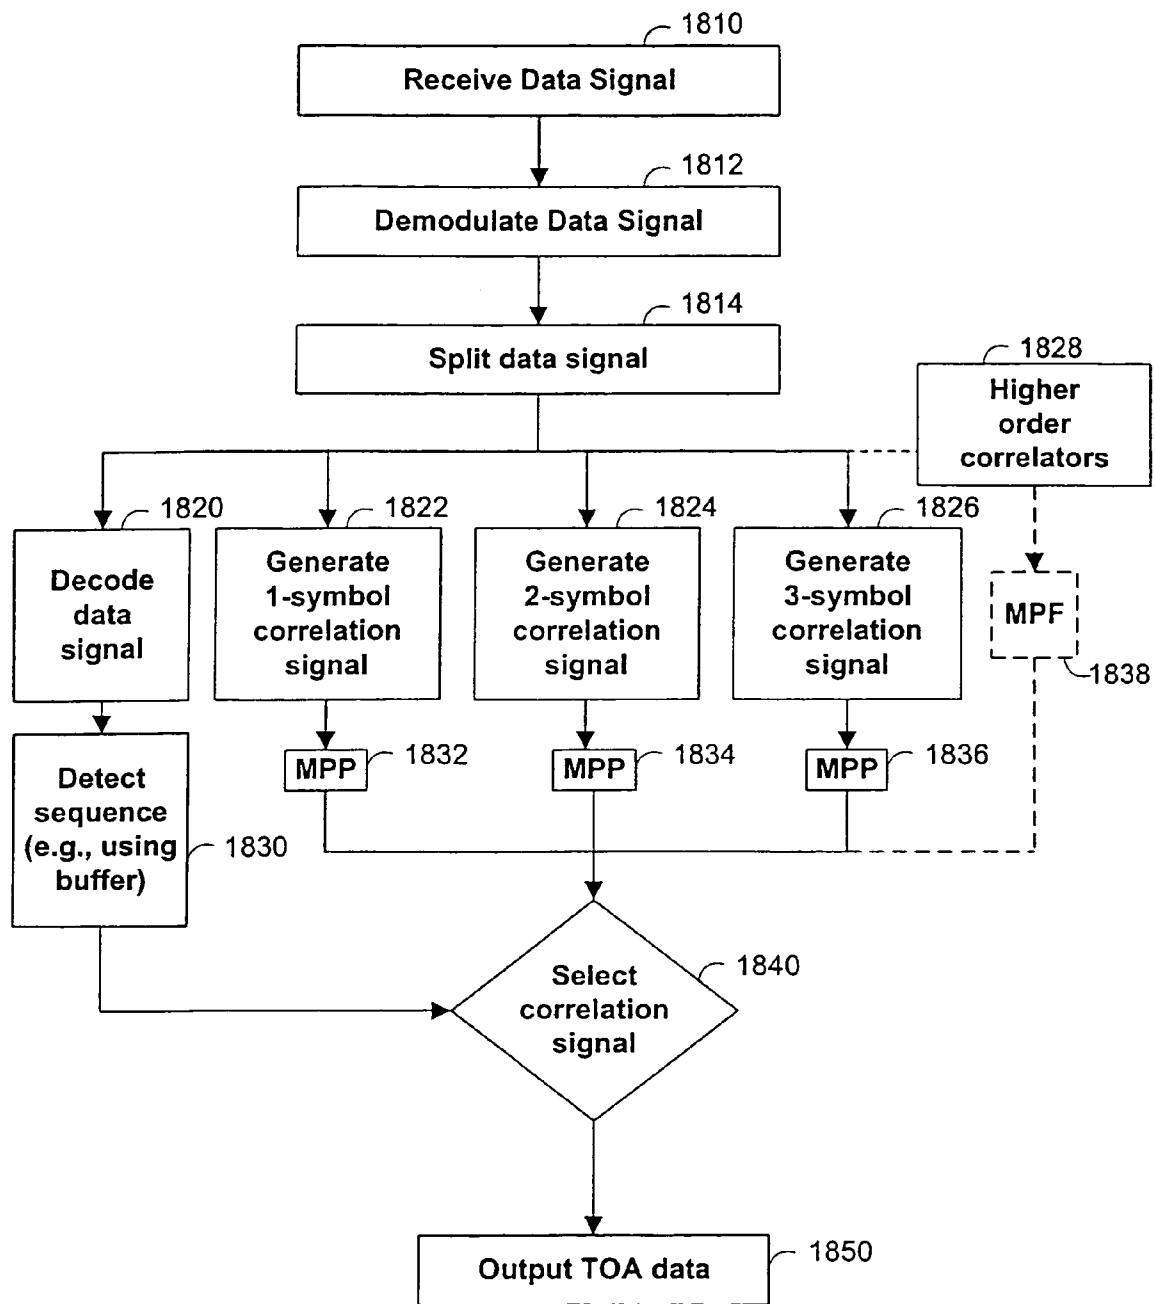 1810
Receive Data Signal
1812
Demodulate Data Signal
1814
Split data signal
1828
Higher
order
correlators
1820
Decode
data
signal
1822
Generate
1-symbol
correlation
signal
1824
Generate
2-symbol
correlation
signal
1826
Generate
3-symbol
correlation
signal
MPF
1838
MPP
1832
MPP
1834
MPP
1836
Detect
sequence
(e.g., using
buffer)
1830
Select
correlation
signal
1840
Output TOA data
1850